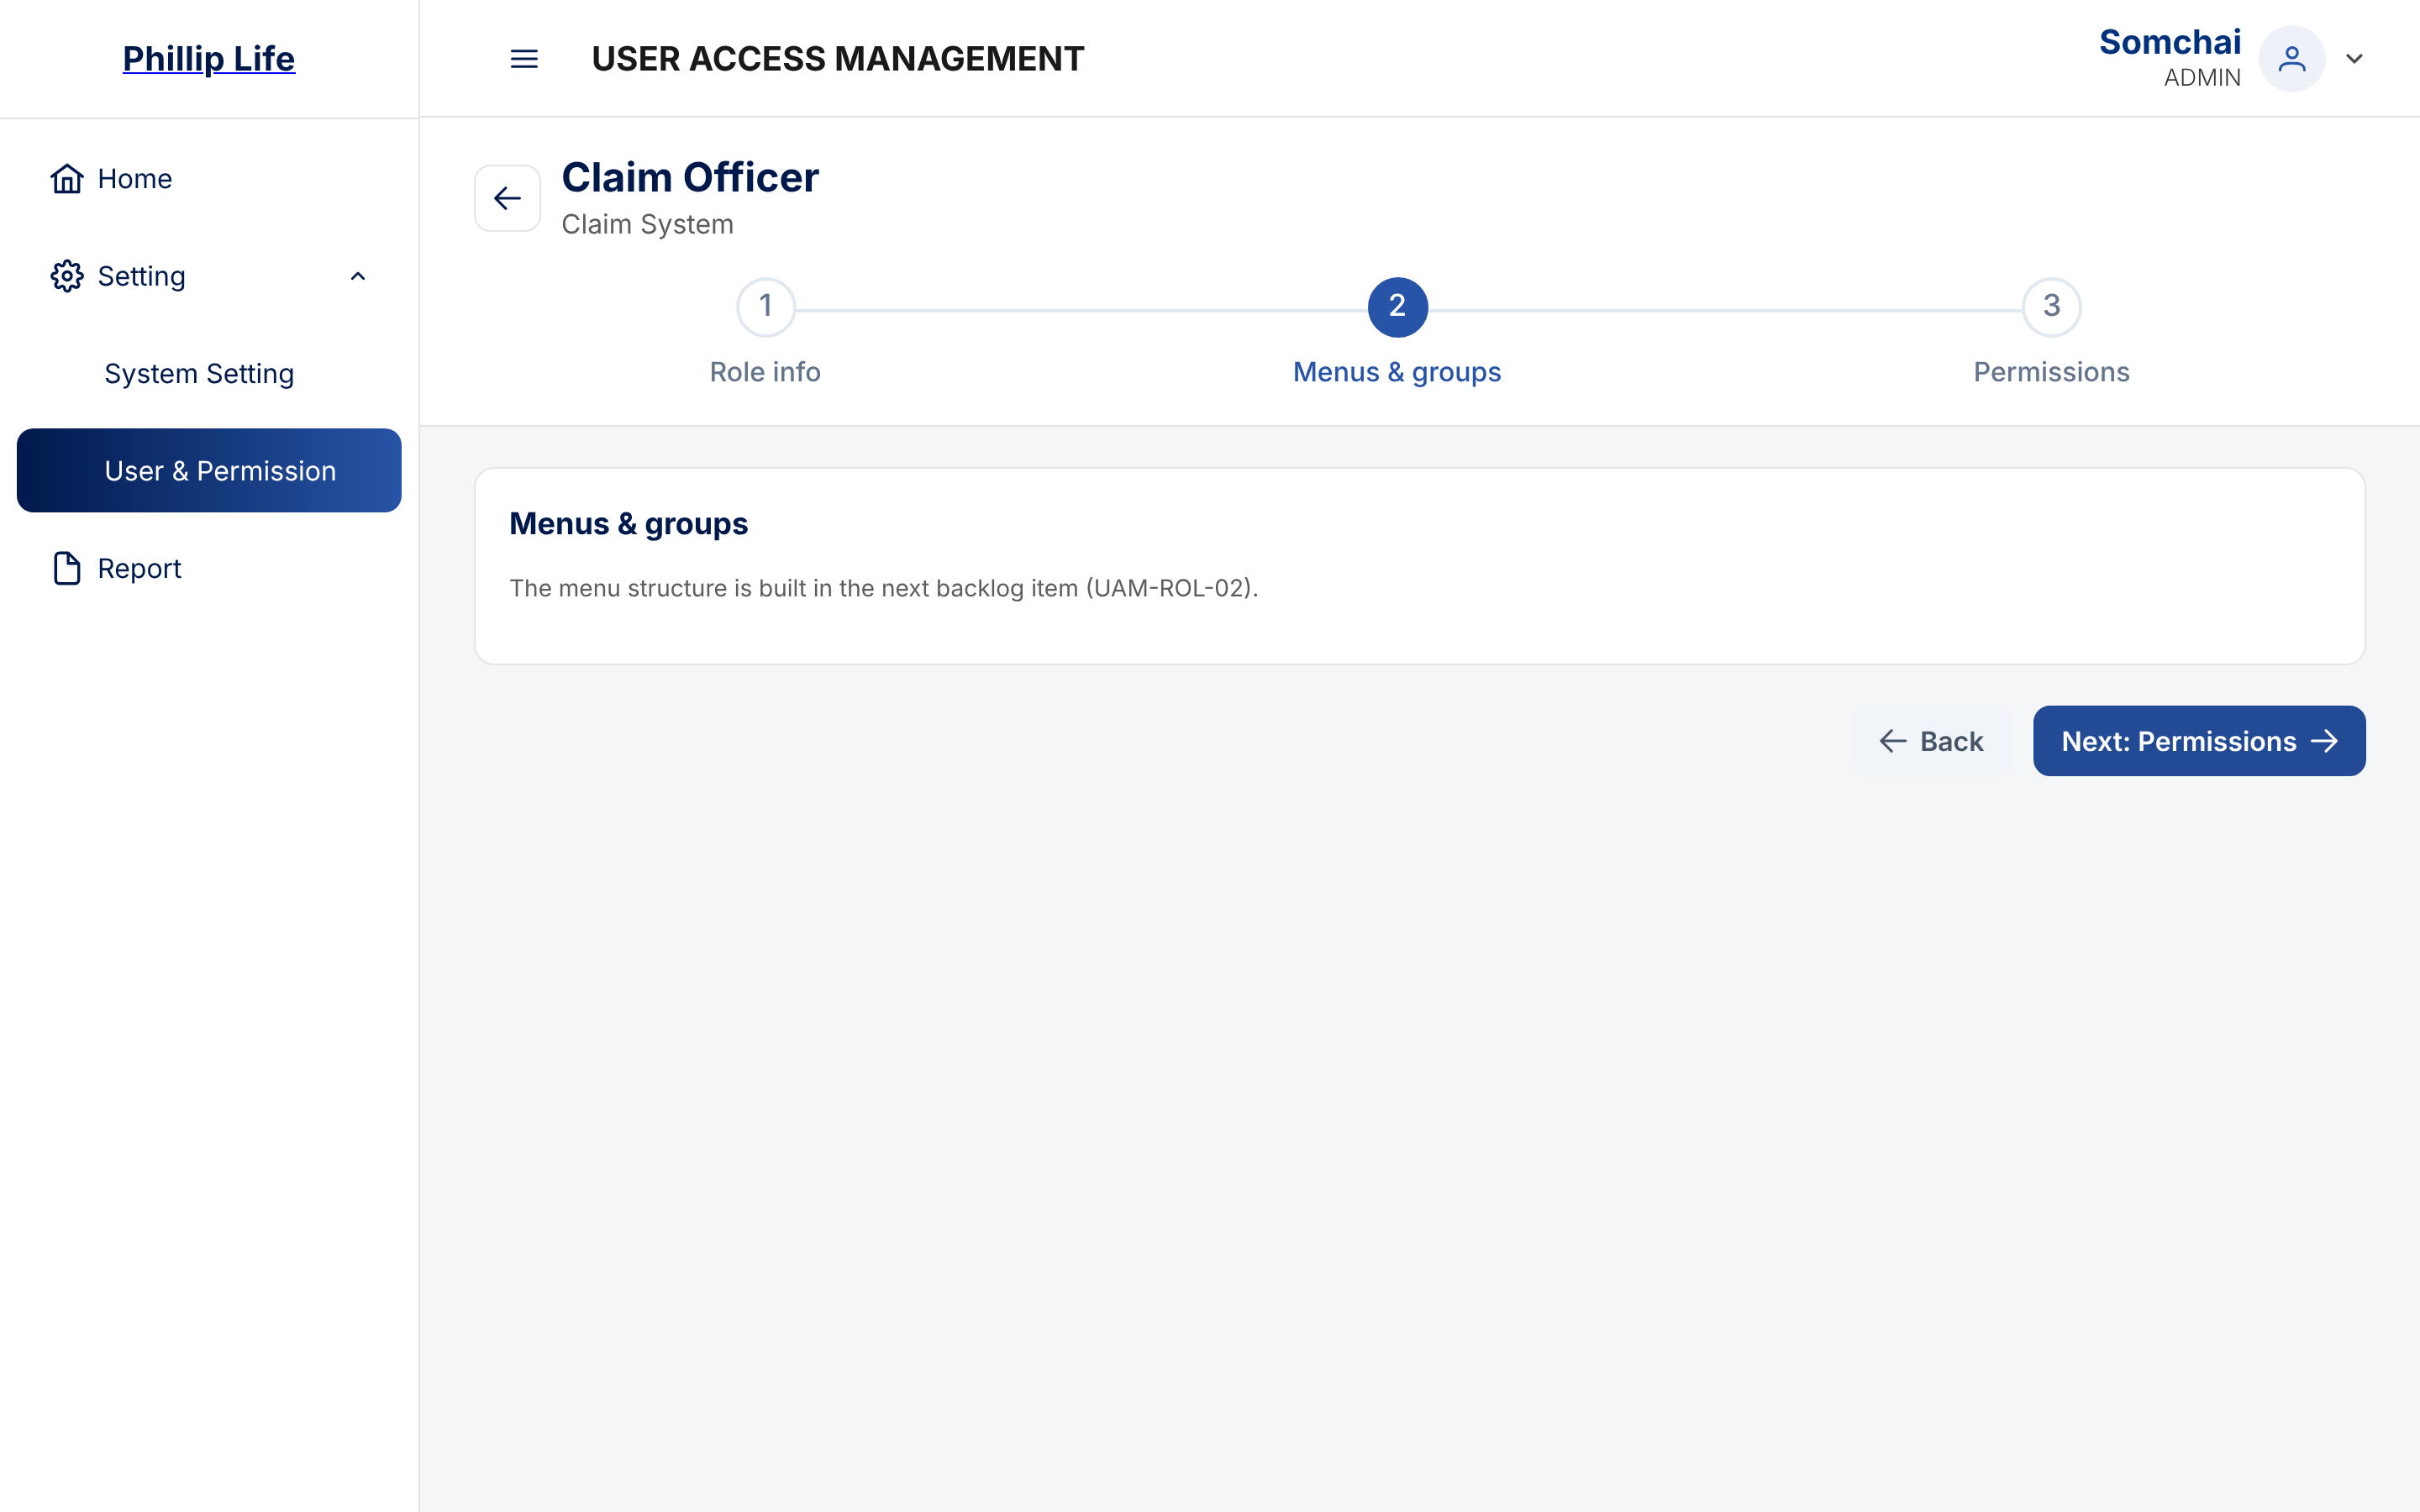 Phillip Life
USER ACCESS MANAGEMENT
Somchai
ADMIN
Home
Setting
System Setting
User & Permission
Report
Claim Officer
Claim System
1
2
3
Role info
Menus & groups
Permissions
Menus & groups
The menu structure is built in the next backlog item (UAM-ROL-02).
Back
Next: Permissions